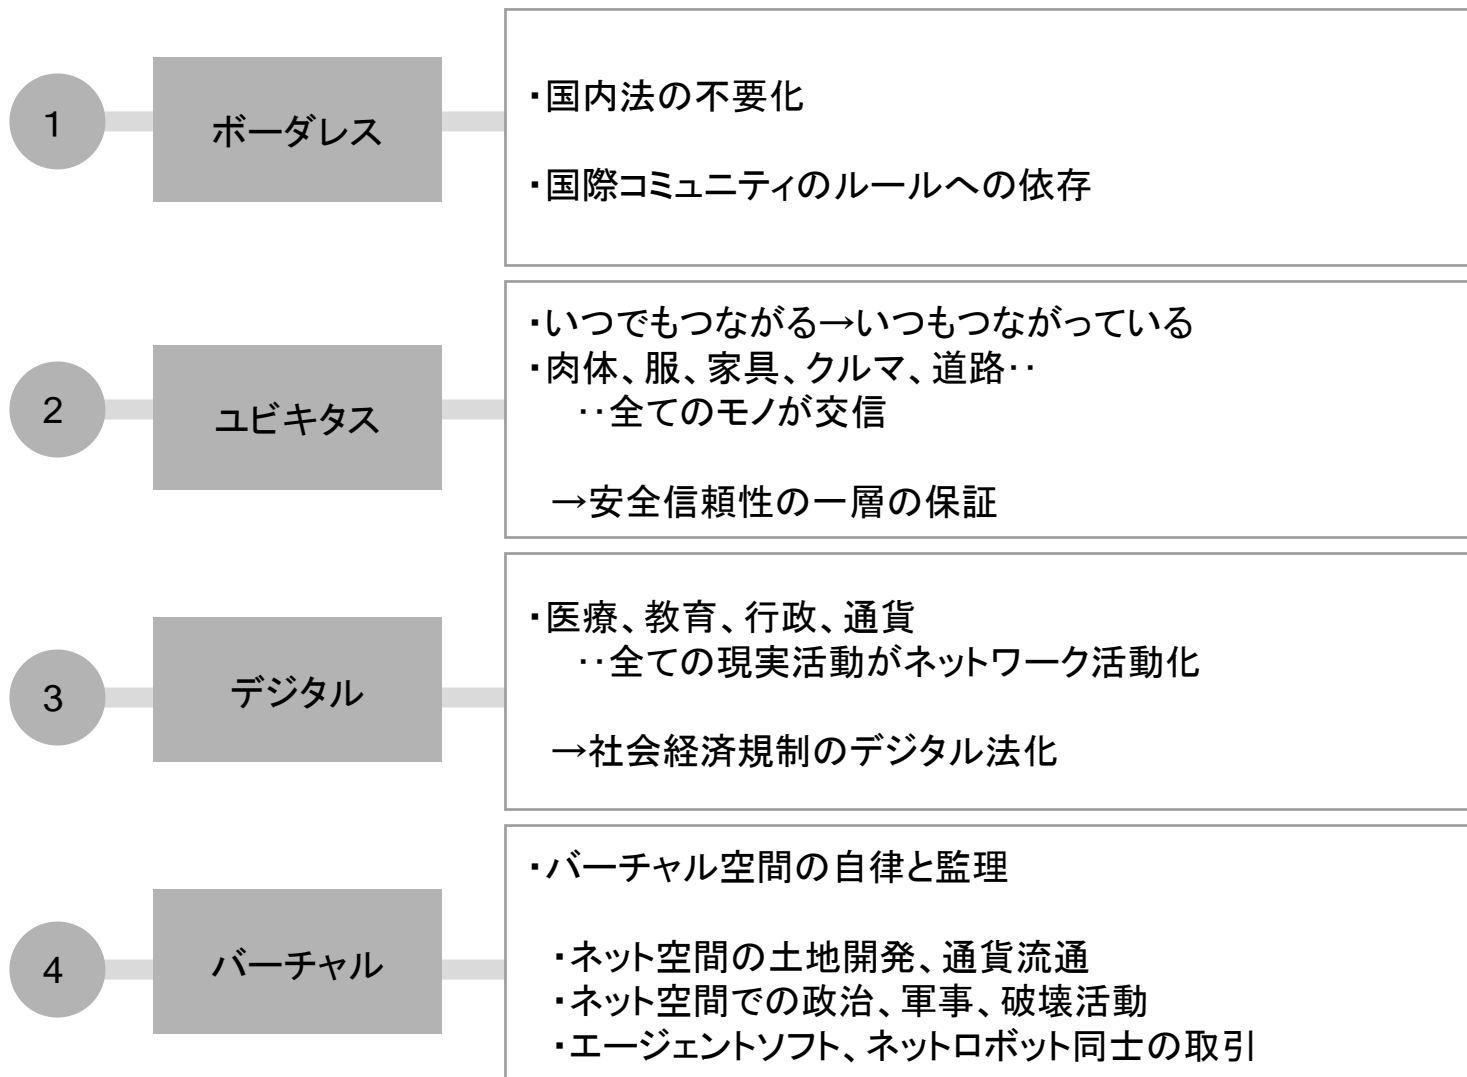 1
ボーダレス
・国内法の不要化
・国際コミュニティのルールへの依存
2
ユビキタス
・いつでもつながる→いつもつながっている
・肉体、服、家具、クルマ、道路‥
‥全てのモノが交信
→安全信頼性の一層の保証
3
デジタル
・医療、教育、行政、通貨
‥全ての現実活動がネットワーク活動化
→社会経済規制のデジタル法化
4
バーチャル
・バーチャル空間の自律と監理
・ネット空間の土地開発、通貨流通
・ネット空間での政治、軍事、破壊活動
・エージェントソフト、ネットロボット同士の取引